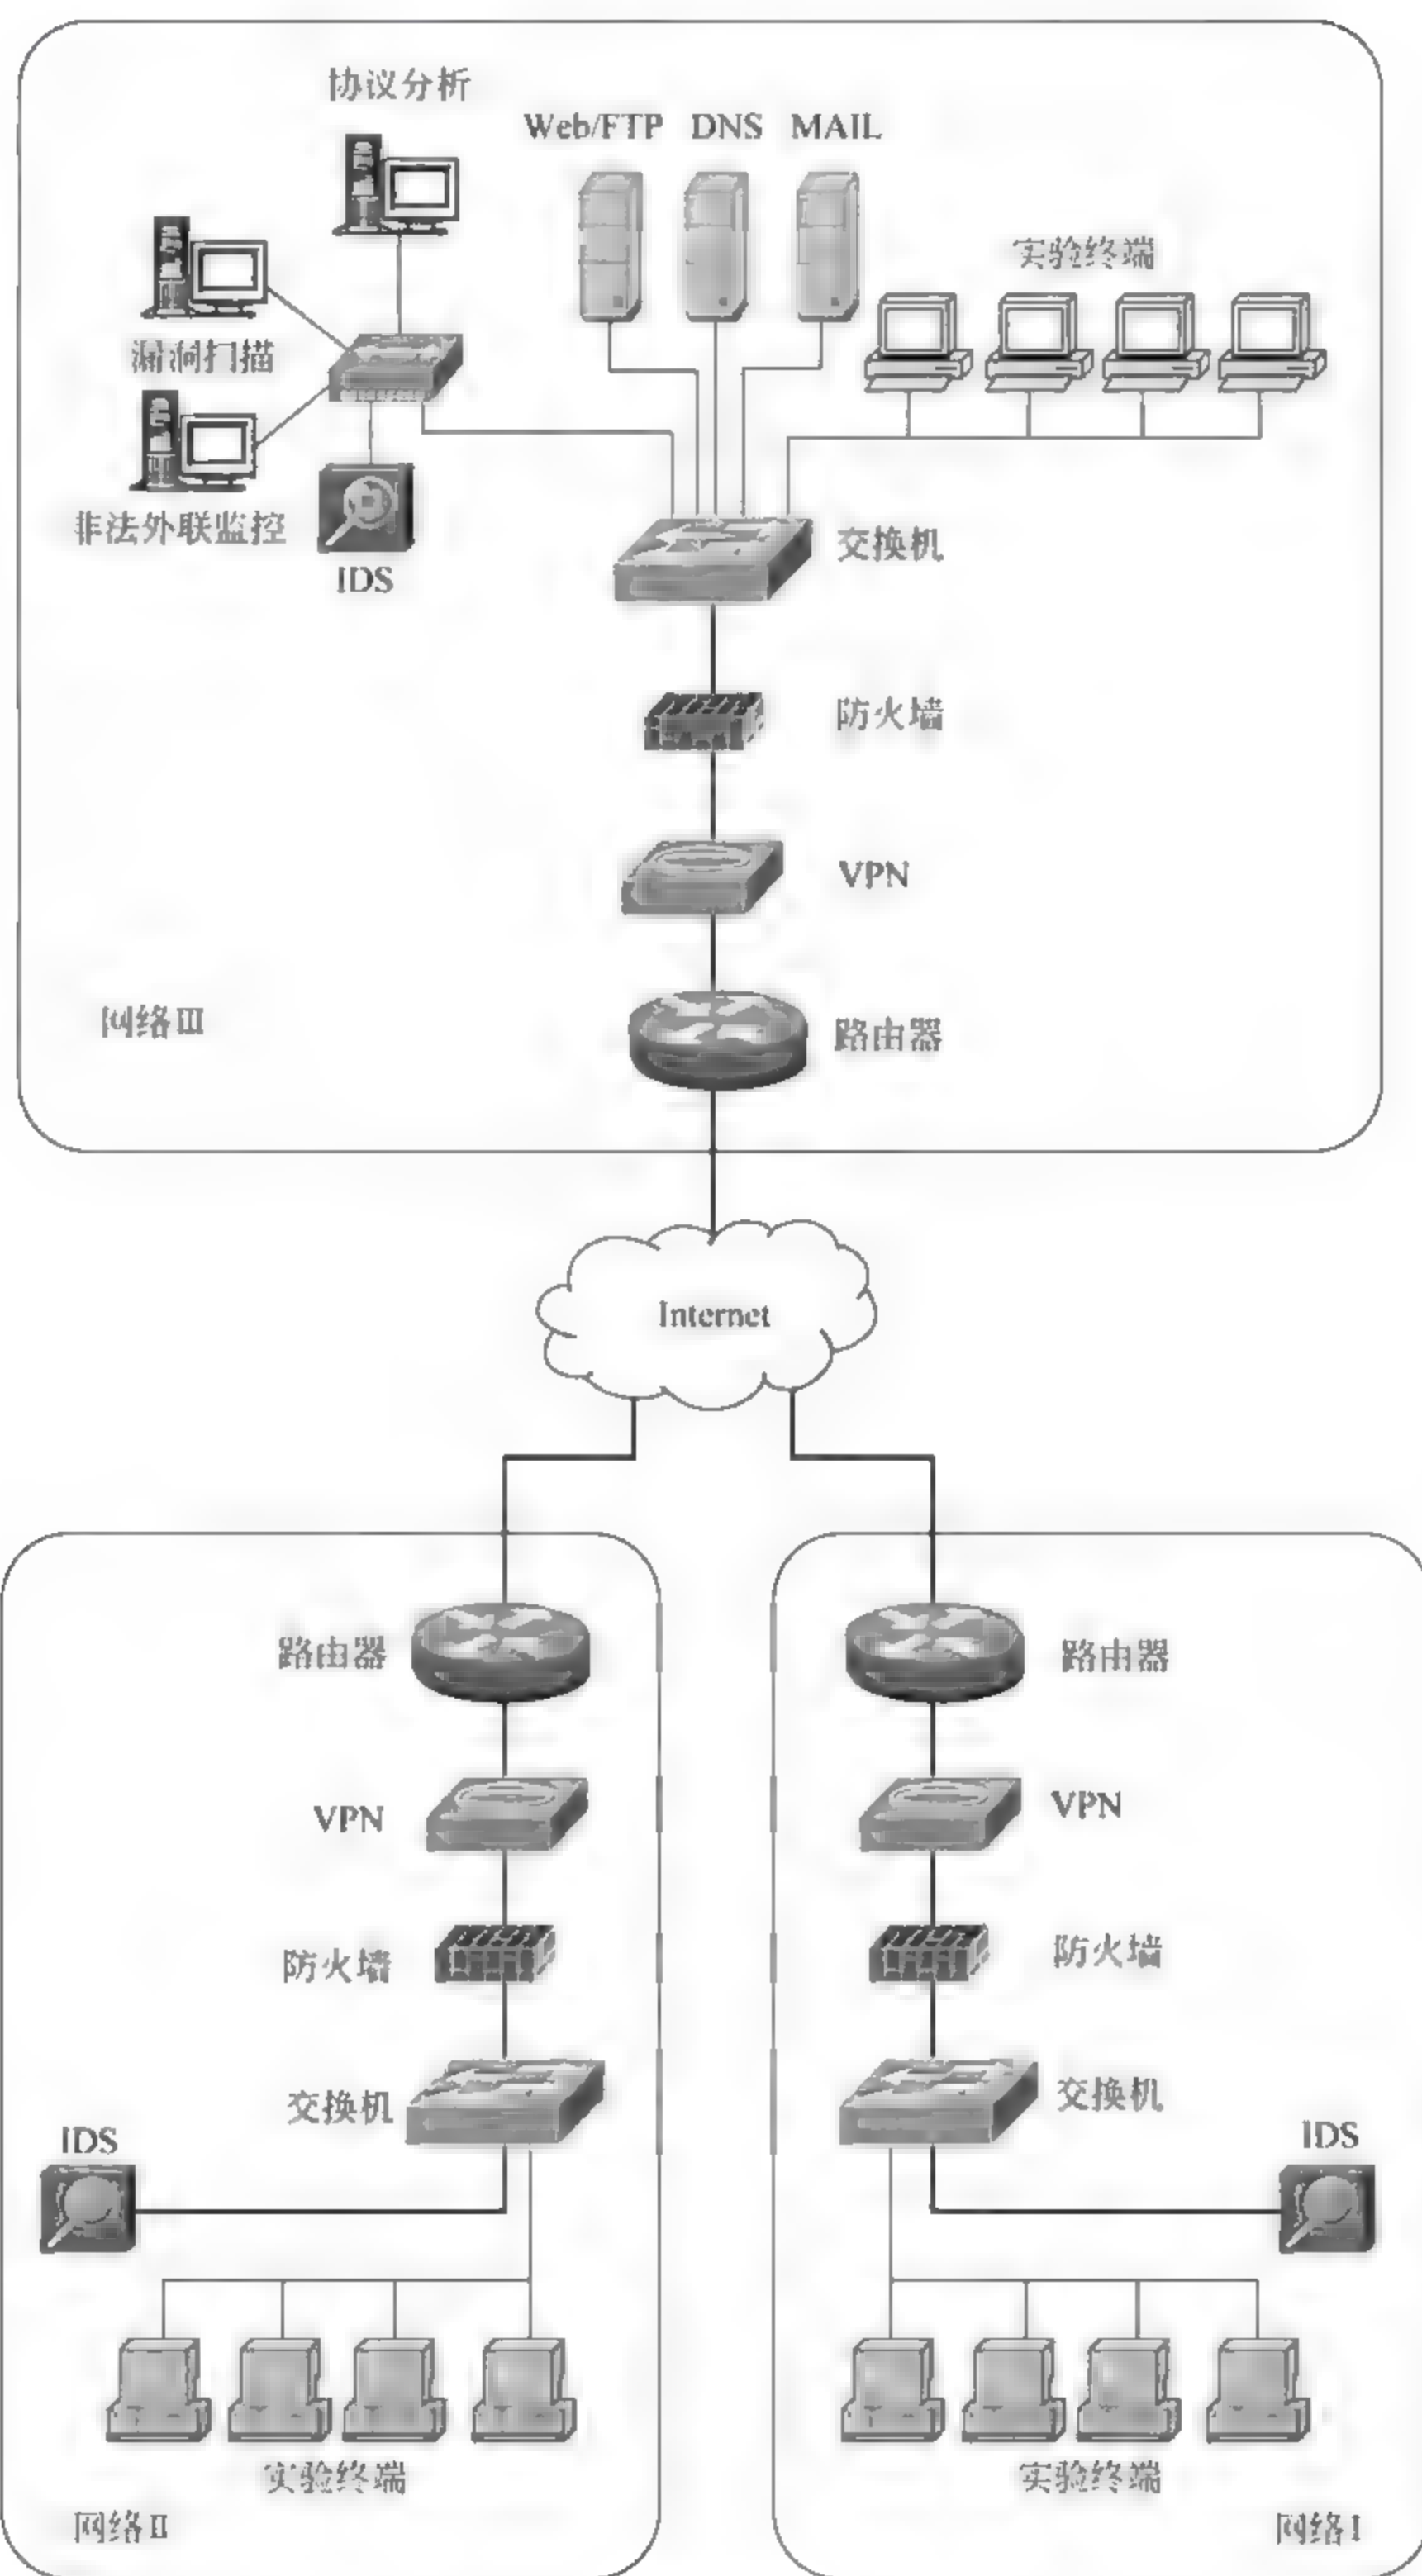 协议分析
Web/FTP DNS MAIL
实验终端
漏洞扫描
非法外联监控
IDS
交换机
防火墙
VPN
网络Ⅲ
路由器
Internet
路由器
VPN
防火墙
交换机
IDS
实验终端
网络Ⅱ
路由器
VPN
防火墙
交换机
IDS
实验终端
网络Ⅰ